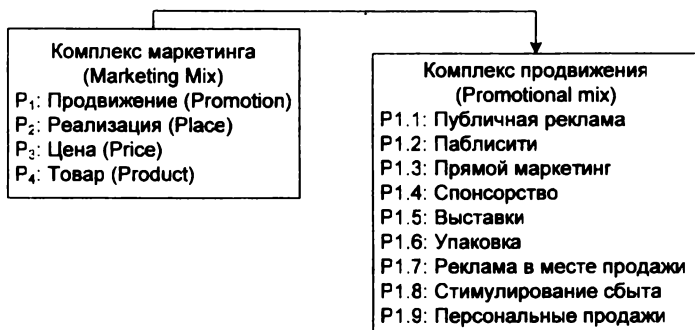 Комплекс маркетинга
(Marketing Mix)
P₁: Продвижение (Promotion)
P₂: Реализация (Place)
P₃: Цена (Price)
P₄: Товар (Product)
Комплекс продвижения
(Promotional mix)
P1.1: Публичная реклама
P1.2: Паблисити
P1.3: Прямой маркетинг
P1.4: Спонсорство
P1.5: Выставки
P1.6: Упаковка
P1.7: Реклама в месте продажи
P1.8: Стимулирование сбыта
P1.9: Персональные продажи